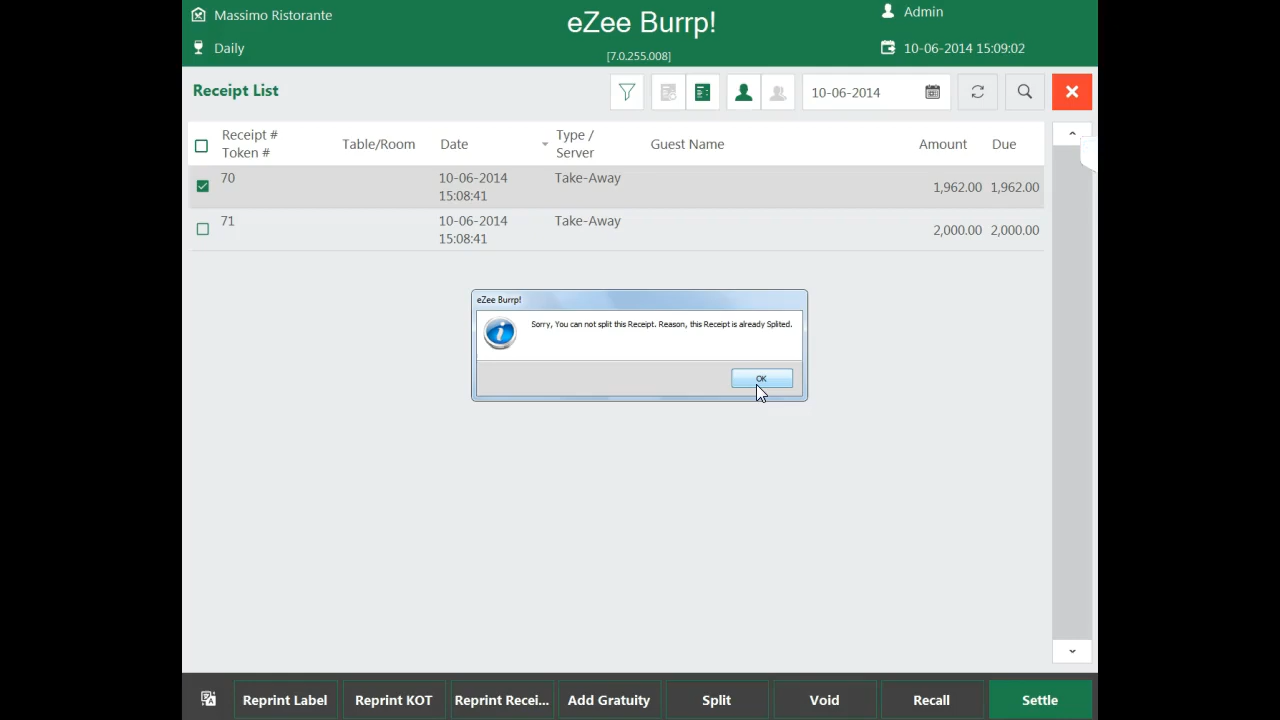 Massimo Ristorante
eZee Burrp!
Admin
Daily
[7.0.255.008]
10-06-2014 15:09:02
Receipt List
10-06-2014
Receipt #
Token #
Table/Room
Date
Type /
Server
Guest Name
Amount
Due
70
10-06-2014
15:08:41
Take-Away
1,962.00
1,962.00
71
10-06-2014
15:08:41
Take-Away
2,000.00
2,000.00
eZee Burrp!
Sorry, You can not split this Receipt. Reason, this Receipt is already Splited.
OK
Reprint Label
Reprint KOT
Reprint Recei...
Add Gratuity
Split
Void
Recall
Settle